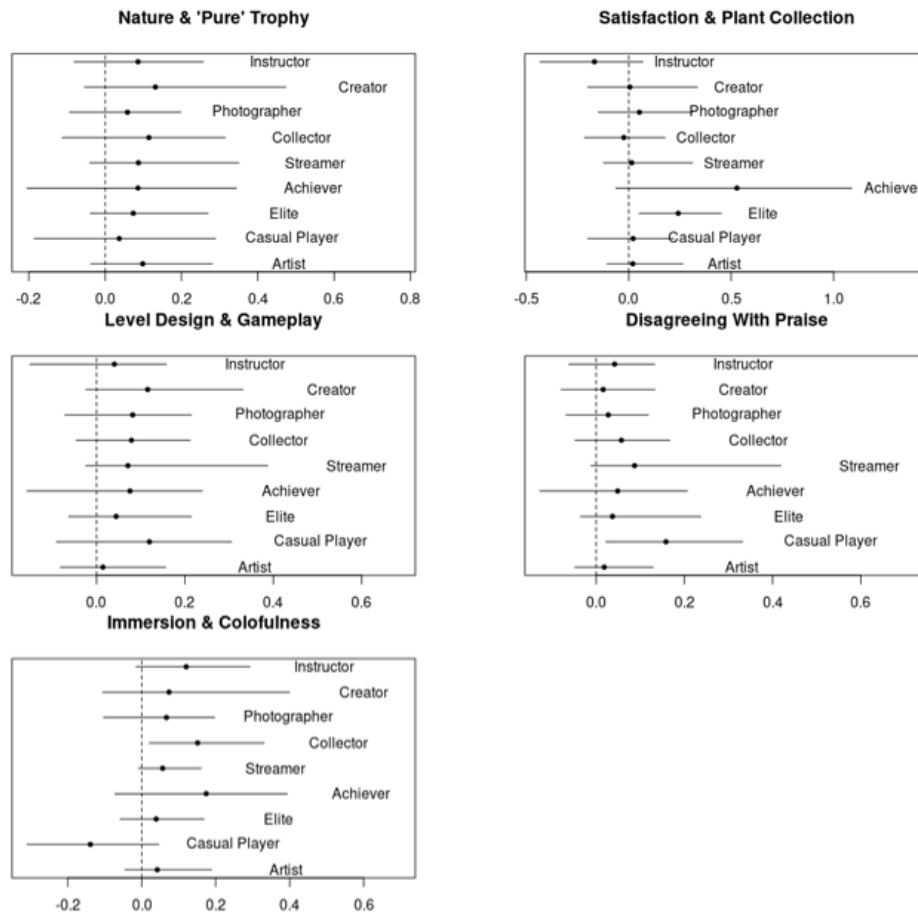 Nature & 'Pure' Trophy
Instructor
Creator
Photographer
Collector
Streamer
Achiever
Elite
Casual Player
Artist
-0.2 0.0 0.2 0.4 0.6 0.8
Satisfaction & Plant Collection
Instructor
Creator
Photographer
Collector
Streamer
Achieve
Elite
Casual Player
Artist
-0.5 0.0 0.5 1.0
Level Design & Gameplay
Instructor
Creator
Photographer
Collector
Streamer
Achiever
Elite
Casual Player
Artist
0.0 0.2 0.4 0.6
Disagreeing With Praise
Instructor
Creator
Photographer
Collector
Streamer
Achiever
Elite
Casual Player
Artist
0.0 0.2 0.4 0.6
Immersion & Colofulness
Instructor
Creator
Photographer
Collector
Streamer
Achiever
Elite
Casual Player
Artist
-0.2 0.0 0.2 0.4 0.6